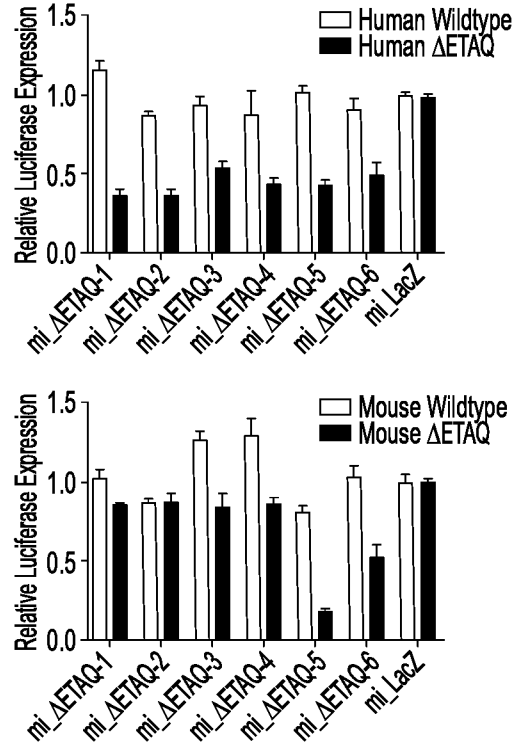 Human Wildtype
Human ΔETAQ
Relative Luciferase Expression
1.5
1.0
0.5
0.0
mi_ΔETAQ-1
mi_ΔETAQ-2
mi_ΔETAQ-3
mi_ΔETAQ-4
mi_ΔETAQ-5
mi_ΔETAQ-6
mi_LacZ
Mouse Wildtype
Mouse ΔETAQ
Relative Luciferase Expression
1.5
1.0
0.5
0.0
mi_ΔETAQ-1
mi_ΔETAQ-2
mi_ΔETAQ-3
mi_ΔETAQ-4
mi_ΔETAQ-5
mi_ΔETAQ-6
mi_LacZ